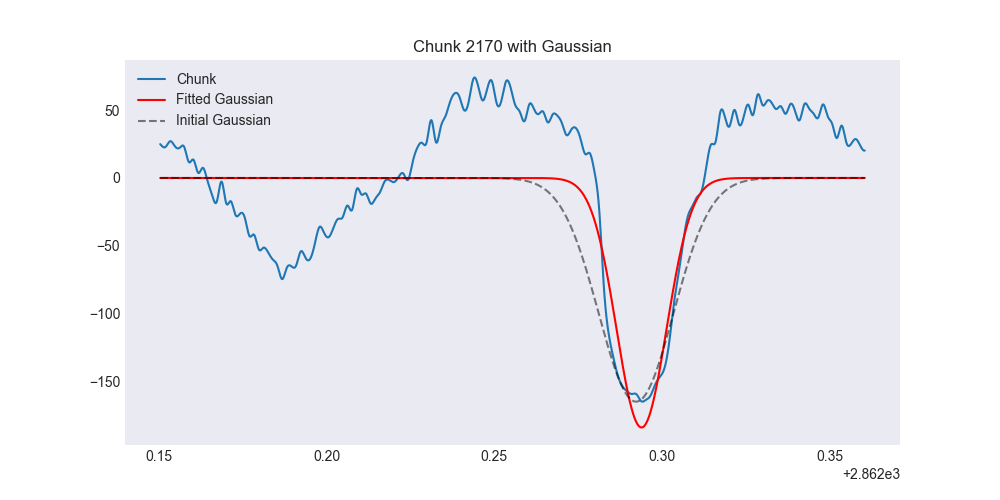 Chunk 2170 with Gaussian
Chunk
Fitted Gaussian
Initial Gaussian
50
0
−50
−100
−150
0.15 0.20 0.25 0.30 0.35
+2.862e3